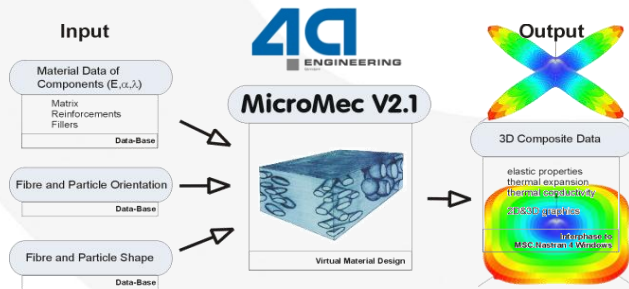 Input
Material Data of
Components (E,α,λ)
Matrix
Reinforcements
Fillers
Data-Base
Fibre and Particle Orientation
Data-Base
Fibre and Particle Shape
Data-Base
4a
ENGINEERING
MicroMec V2.1
Virtual Material Design
Output
3D Composite Data
elastic properties
thermal expansion
thermal conductivity
2D&3D graphics
Interphase to
MSC.Nastran 4 Windows